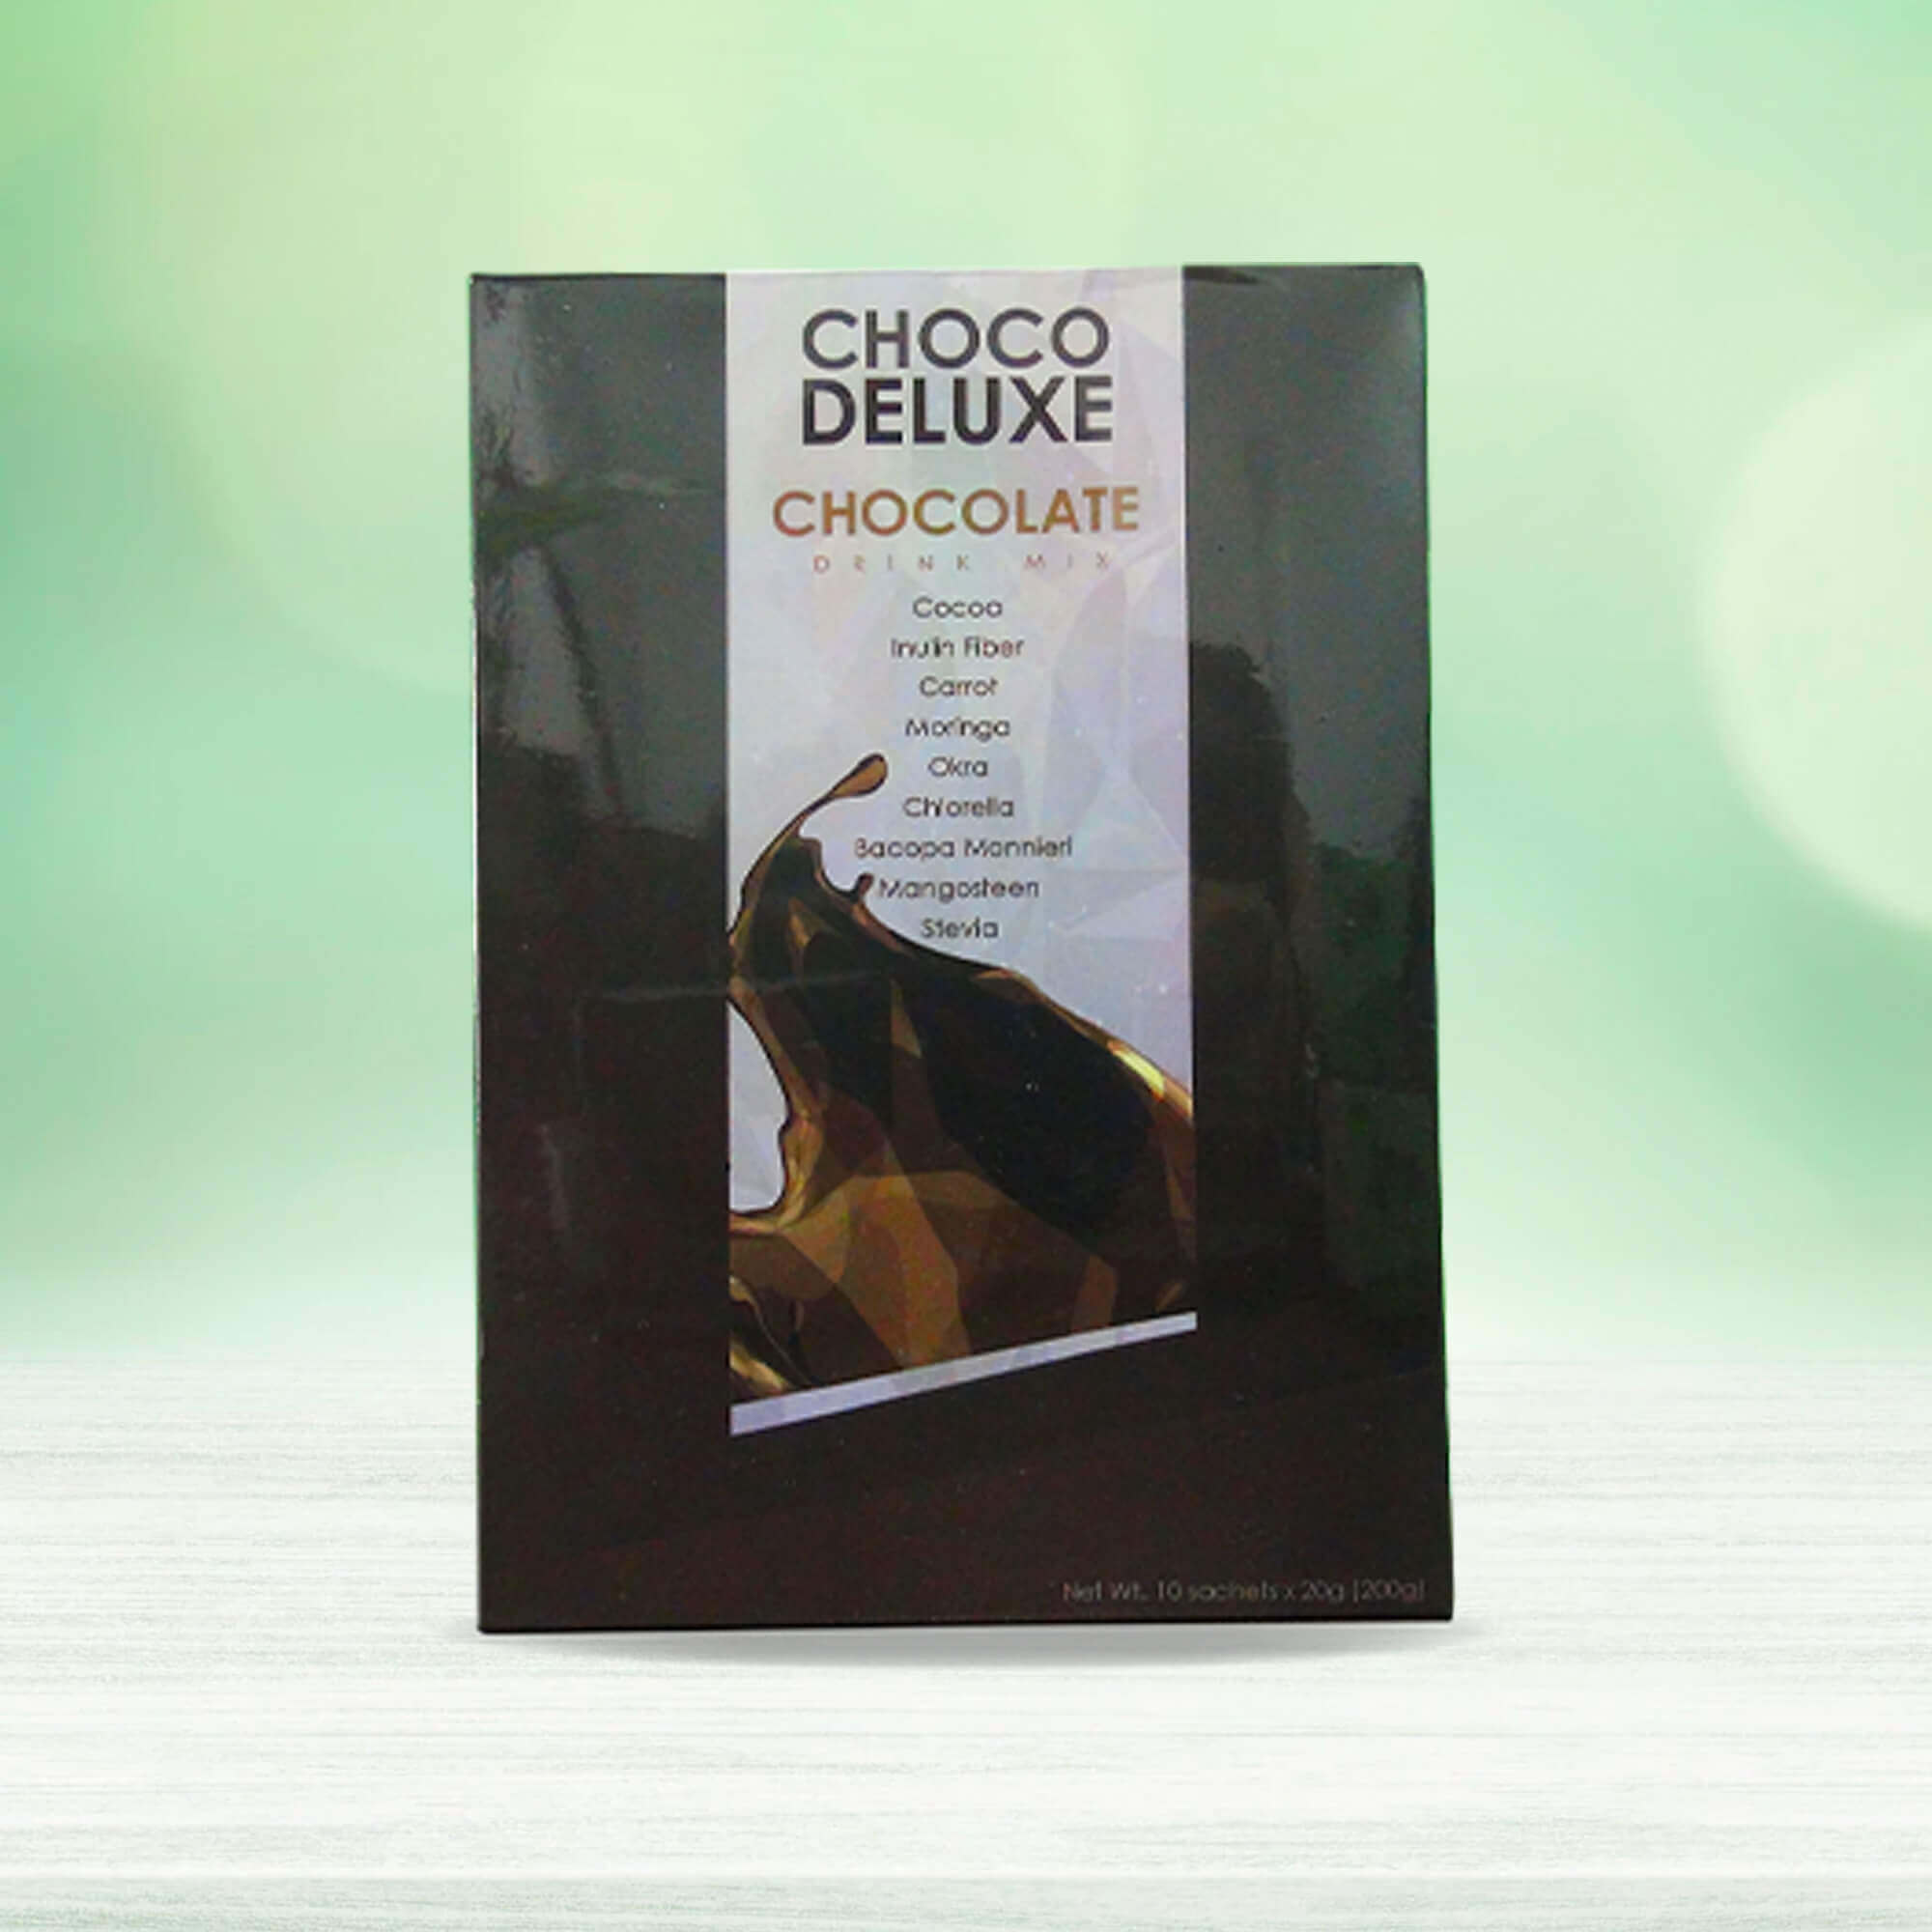 CHOCO
DELUXE
CHOCOLATE
DRINK MIX
Cocoa
Inulin Fiber
Carrot
Moringa
Okra
Chlorella
Bacopa Monnieri
Mangosteen
Stevia
Net Wt. 10 sachets x 20g (200g)